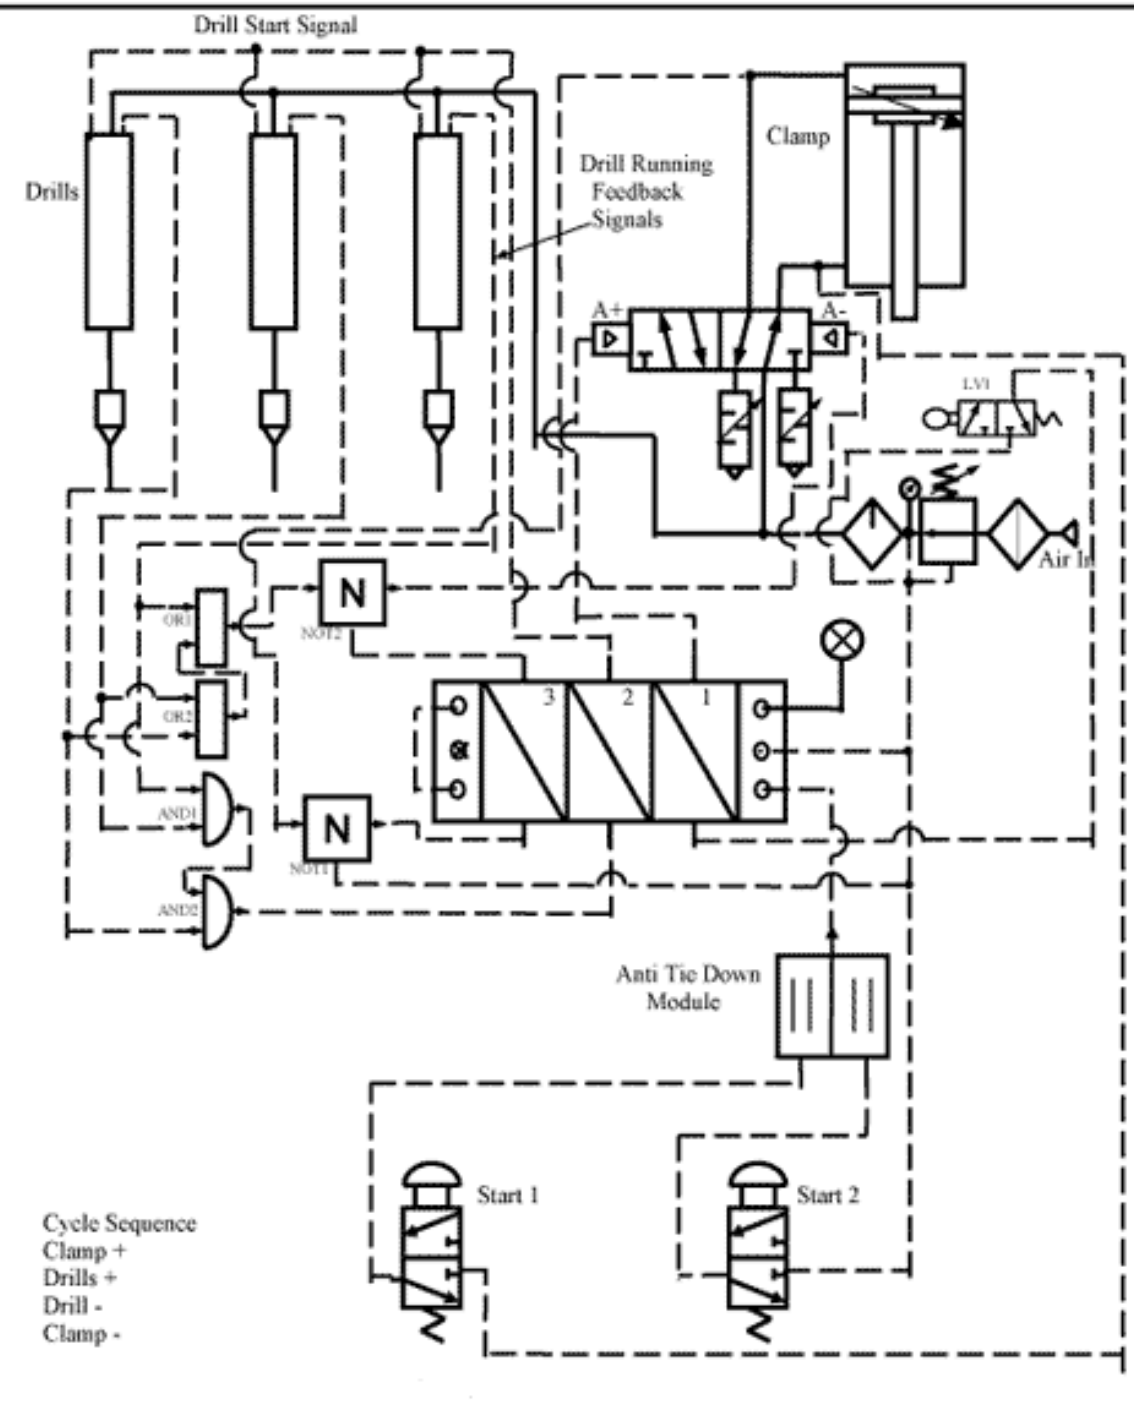 Drill Start Signal
Clamp
Drill Running
Feedback
Signals
Drills
A+
A-
LV1
Air In
OR1
N
NOT2
3
2
1
OR2
AND1
N
NOT1
AND2
Anti Tie Down
Module
Start 1
Start 2
Cycle Sequence
Clamp +
Drills +
Drill -
Clamp -